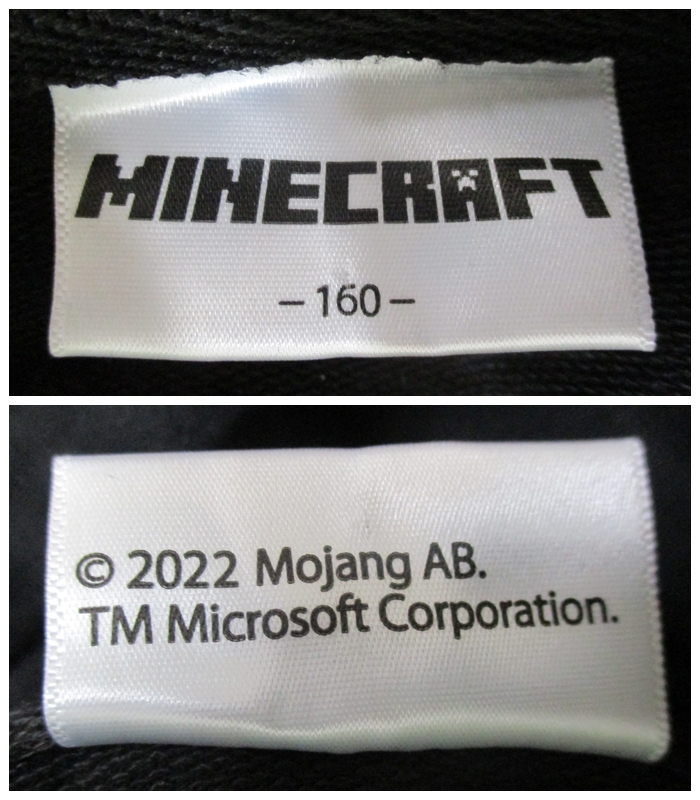 MINECRAFT
– 160 –
© 2022 Mojang AB.
TM Microsoft Corporation.